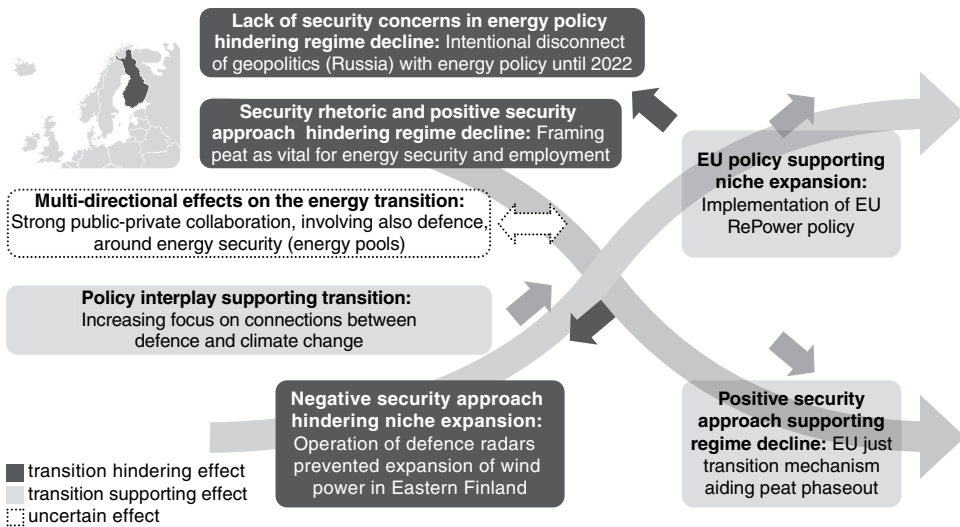 Lack of security concerns in energy policy
hindering regime decline: Intentional disconnect
of geopolitics (Russia) with energy policy until 2022
Security rhetoric and positive security
approach hindering regime decline: Framing
peat as vital for energy security and employment
EU policy supporting
niche expansion:
Implementation of EU
RePower policy
Multi-directional effects on the energy transition:
Strong public-private collaboration, involving also defence,
around energy security (energy pools)
Policy interplay supporting transition:
Increasing focus on connections between
defence and climate change
Negative security approach
hindering niche expansion:
Operation of defence radars
prevented expansion of wind
power in Eastern Finland
Positive security
approach supporting
regime decline: EU just
transition mechanism
aiding peat phaseout
transition hindering effect
transition supporting effect
uncertain effect